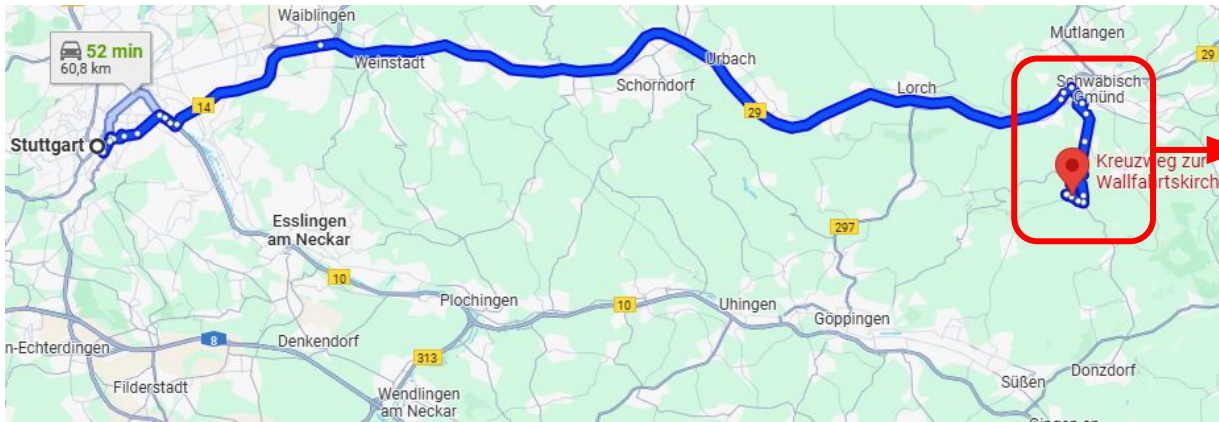 Waiblingen
52 min
60,8 km
Weinstadt
Schorndorf
Urbach
Mutlangen
29
Schwäbisch
Gmünd
Lorch
14
29
Stuttgart
Kreuzweg zur
Wallfahrtskirch
Esslingen
am Neckar
297
10
Plochingen
10
Uhingen
Göppingen
8
Denkendorf
n-Echterdingen
313
Filderstadt
Wendlingen
am Neckar
Süßen
Donzdorf